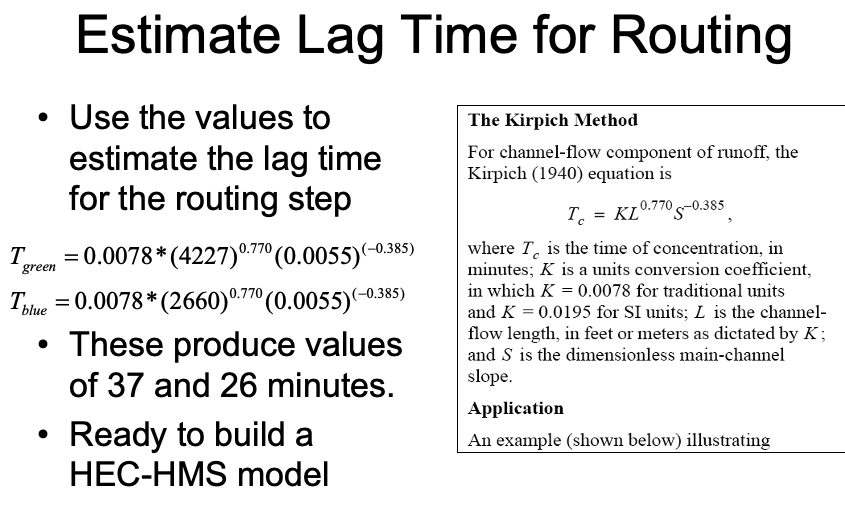 Estimate Lag Time for Routing
• Use the values to
estimate the lag time
for the routing step
T_green = 0.0078*(4227)^0.770 (0.0055)^(−0.385)
T_blue = 0.0078*(2660)^0.770 (0.0055)^(−0.385)
• These produce values
of 37 and 26 minutes.
• Ready to build a
HEC-HMS model
The Kirpich Method
For channel-flow component of runoff, the
Kirpich (1940) equation is
T_c = KL^0.770 S^−0.385 ,
where T_c is the time of concentration, in
minutes; K is a units conversion coefficient,
in which K = 0.0078 for traditional units
and K = 0.0195 for SI units; L is the channel-
flow length, in feet or meters as dictated by K;
and S is the dimensionless main-channel
slope.
Application
An example (shown below) illustrating